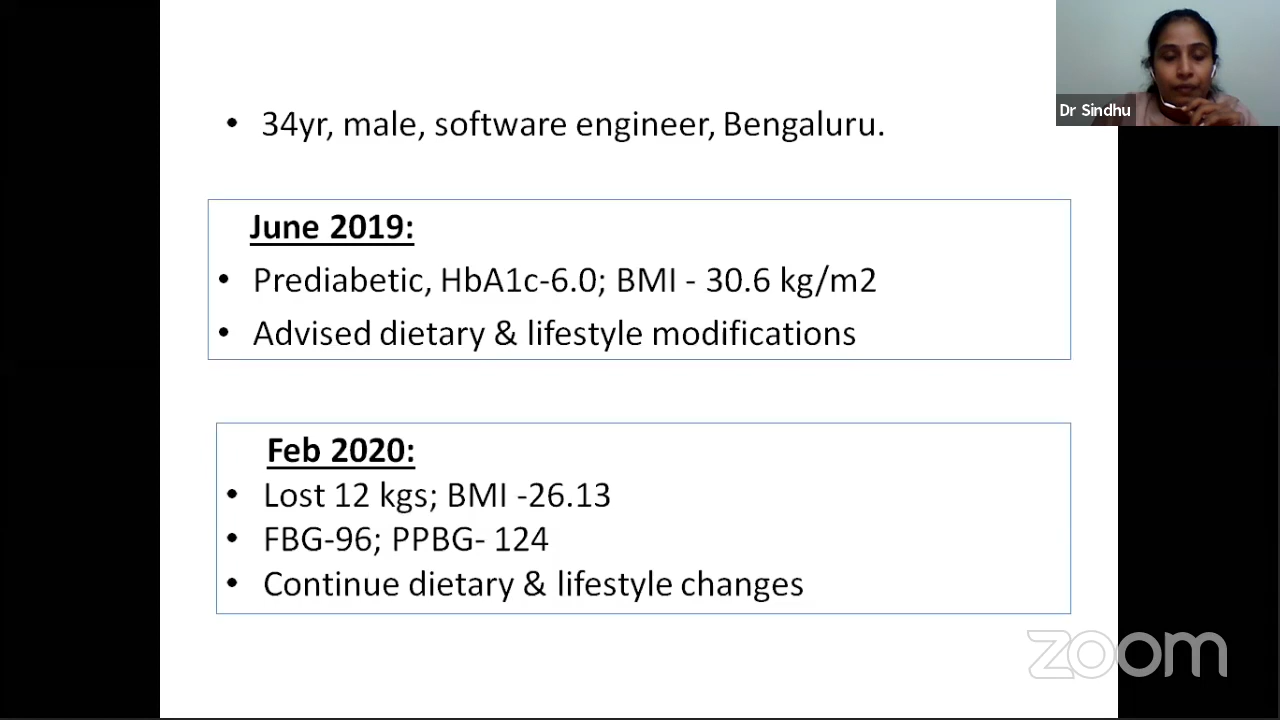 Dr Sindhu
• 34yr, male, software engineer, Bengaluru.
June 2019:
• Prediabetic, HbA1c-6.0; BMI - 30.6 kg/m2
• Advised dietary & lifestyle modifications
Feb 2020:
• Lost 12 kgs; BMI -26.13
• FBG-96; PPBG- 124
• Continue dietary & lifestyle changes
zoom